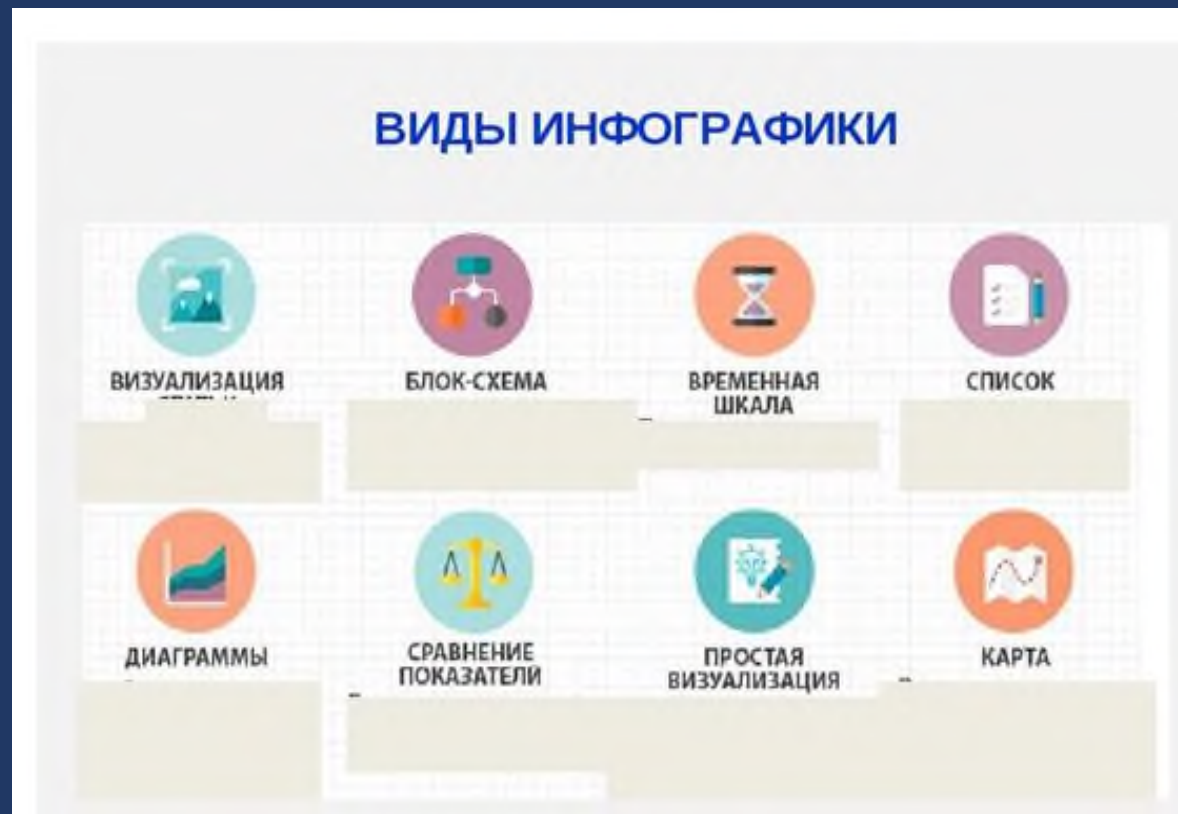 ВИДЫ ИНФОГРАФИКИ
ВИЗУАЛИЗАЦИЯ
БЛОК-СХЕМА
ВРЕМЕННАЯ
ШКАЛА
СПИСОК
ДИАГРАММЫ
СРАВНЕНИЕ
ПОКАЗАТЕЛИ
ПРОСТАЯ
ВИЗУАЛИЗАЦИЯ
КАРТА